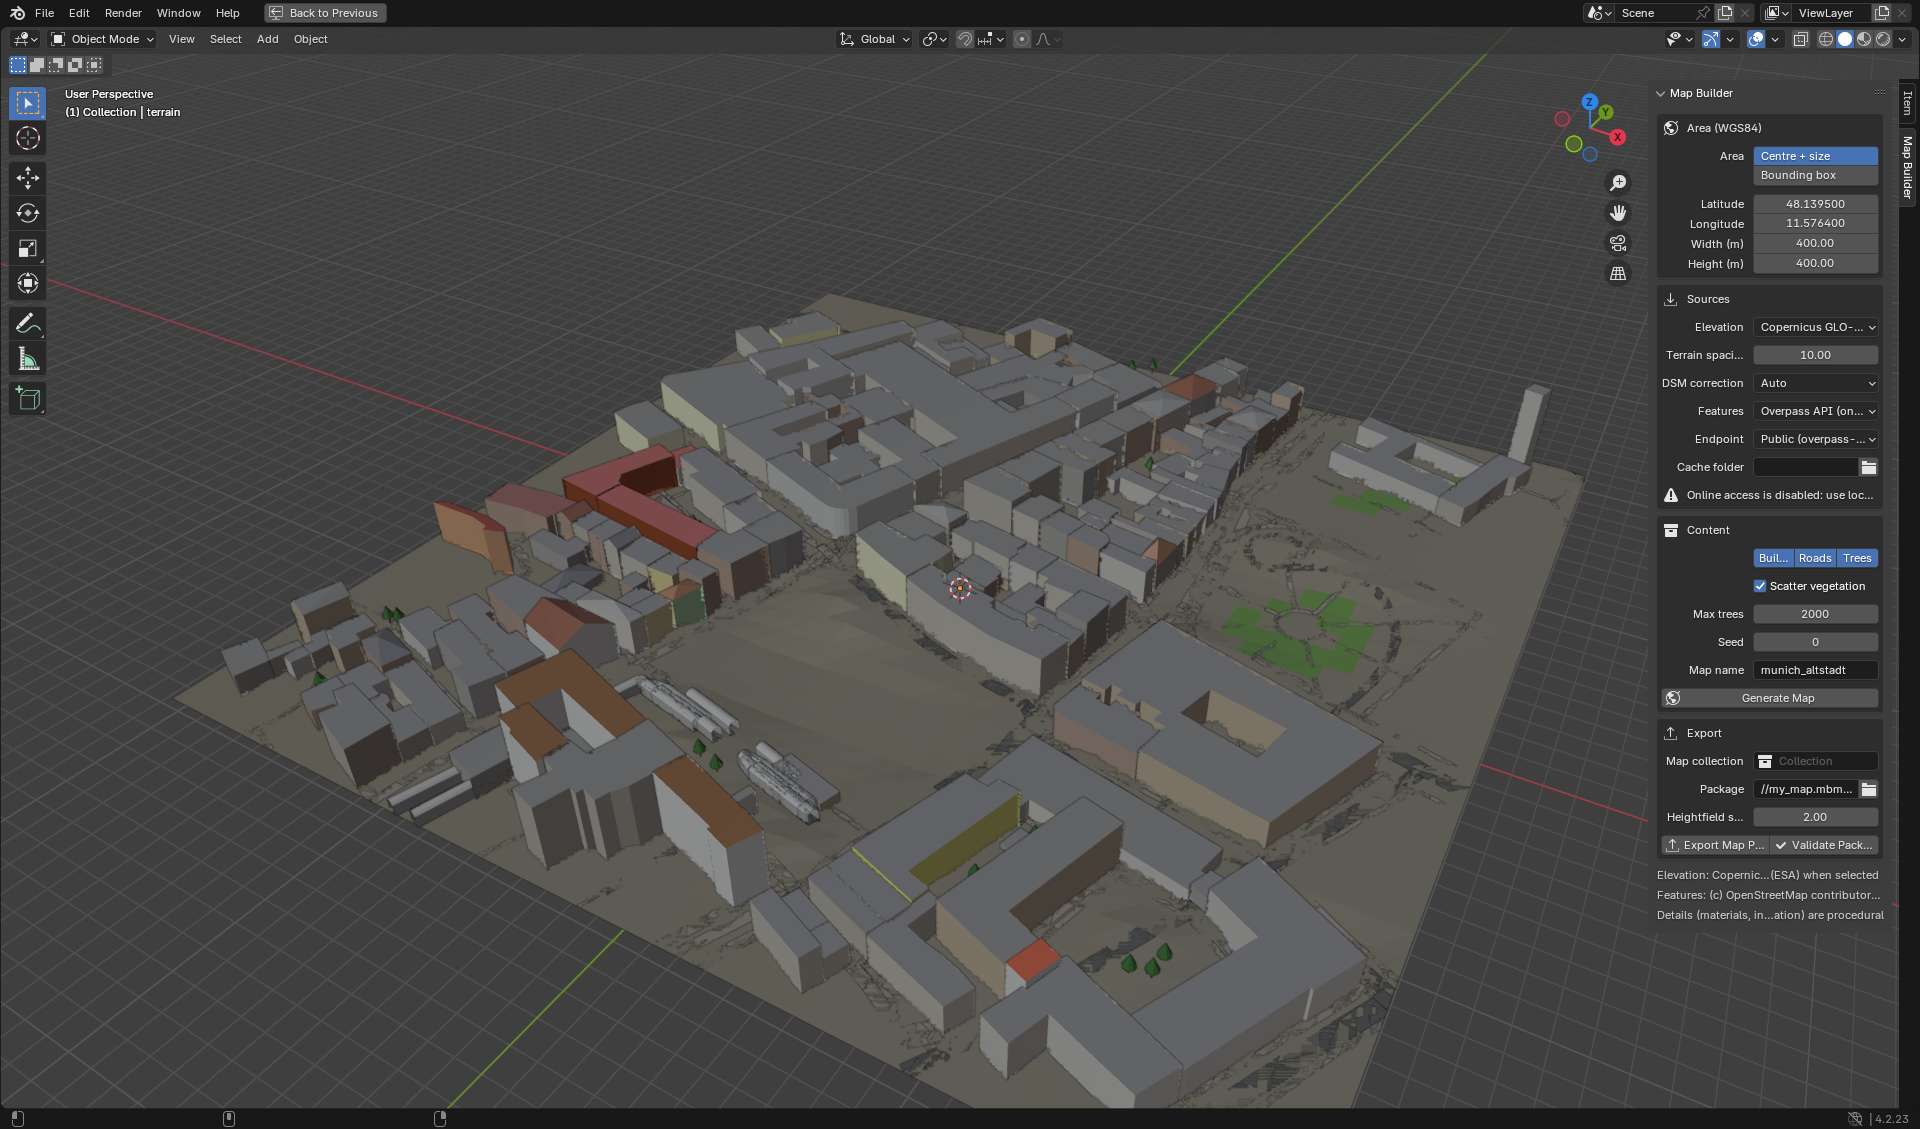 File Edit Render Window Help Back to Previous Scene ViewLayer
Object Mode View Select Add Object Global
User Perspective
(1) Collection | terrain
Z
Y
X
Item
Map Builder
Map Builder
Area (WGS84)
Area Centre + size
Bounding box
Latitude 48.139500
Longitude 11.576400
Width (m) 400.00
Height (m) 400.00
Sources
Elevation Copernicus GLO-...
Terrain spaci... 10.00
DSM correction Auto
Features Overpass API (on...
Endpoint Public (overpass-...
Cache folder
Online access is disabled: use loc...
Content
Buil... Roads Trees
Scatter vegetation
Max trees 2000
Seed 0
Map name munich_altstadt
Generate Map
Export
Map collection Collection
Package //my_map.mbm...
Heightfield s... 2.00
Export Map P... Validate Pack...
Elevation: Copernic...(ESA) when selected
Features: (c) OpenStreetMap contributor...
Details (materials, in...ation) are procedural
4.2.23